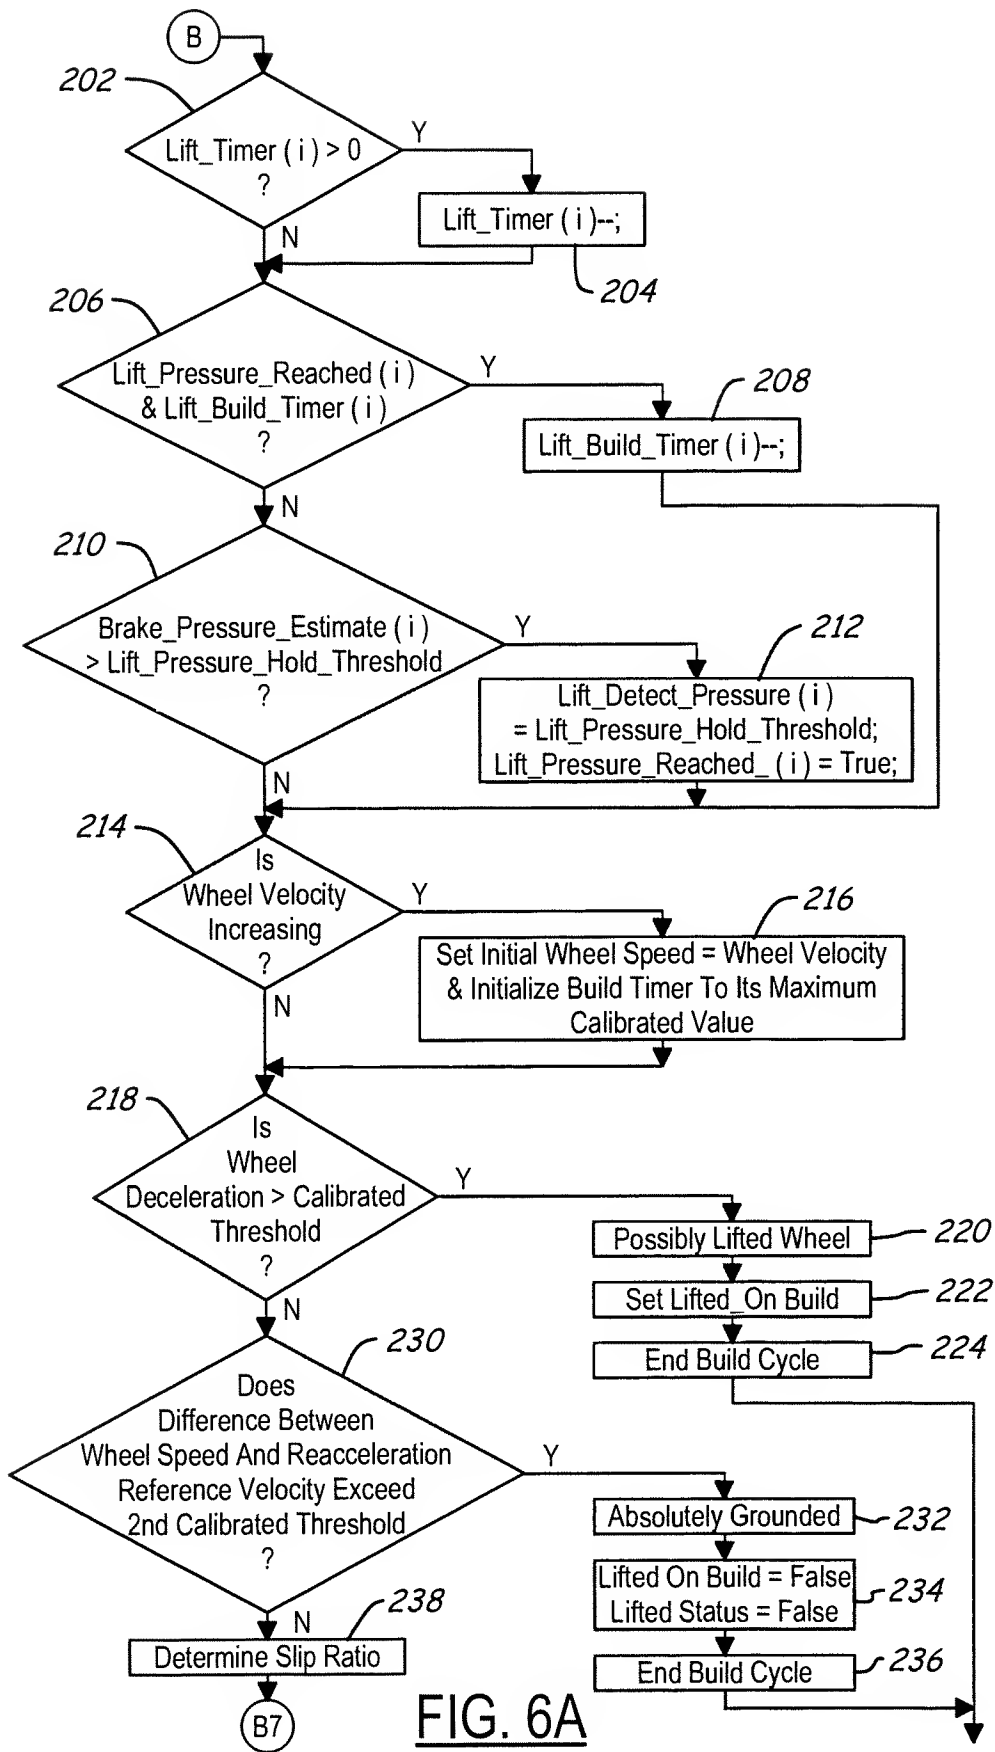 B
202
Lift_Timer ( i ) > 0
?
Y
N
Lift_Timer ( i )--;
204
206
Lift_Pressure_Reached ( i )
& Lift_Build_Timer ( i )
?
Y
N
208
Lift_Build_Timer ( i )--;
210
Brake_Pressure_Estimate ( i )
> Lift_Pressure_Hold_Threshold
?
Y
N
212
Lift_Detect_Pressure ( i )
= Lift_Pressure_Hold_Threshold;
Lift_Pressure_Reached_ ( i ) = True;
214
Is
Wheel Velocity
Increasing
?
Y
N
216
Set Initial Wheel Speed = Wheel Velocity
& Initialize Build Timer To Its Maximum
Calibrated Value
218
Is
Wheel
Deceleration > Calibrated
Threshold
?
Y
N
Possibly Lifted Wheel
220
Set Lifted_On Build
222
End Build Cycle
224
230
Does
Difference Between
Wheel Speed And Reacceleration
Reference Velocity Exceed
2nd Calibrated Threshold
?
Y
N
Absolutely Grounded
232
Lifted On Build = False
Lifted Status = False
234
End Build Cycle
236
238
Determine Slip Ratio
B7
FIG. 6A